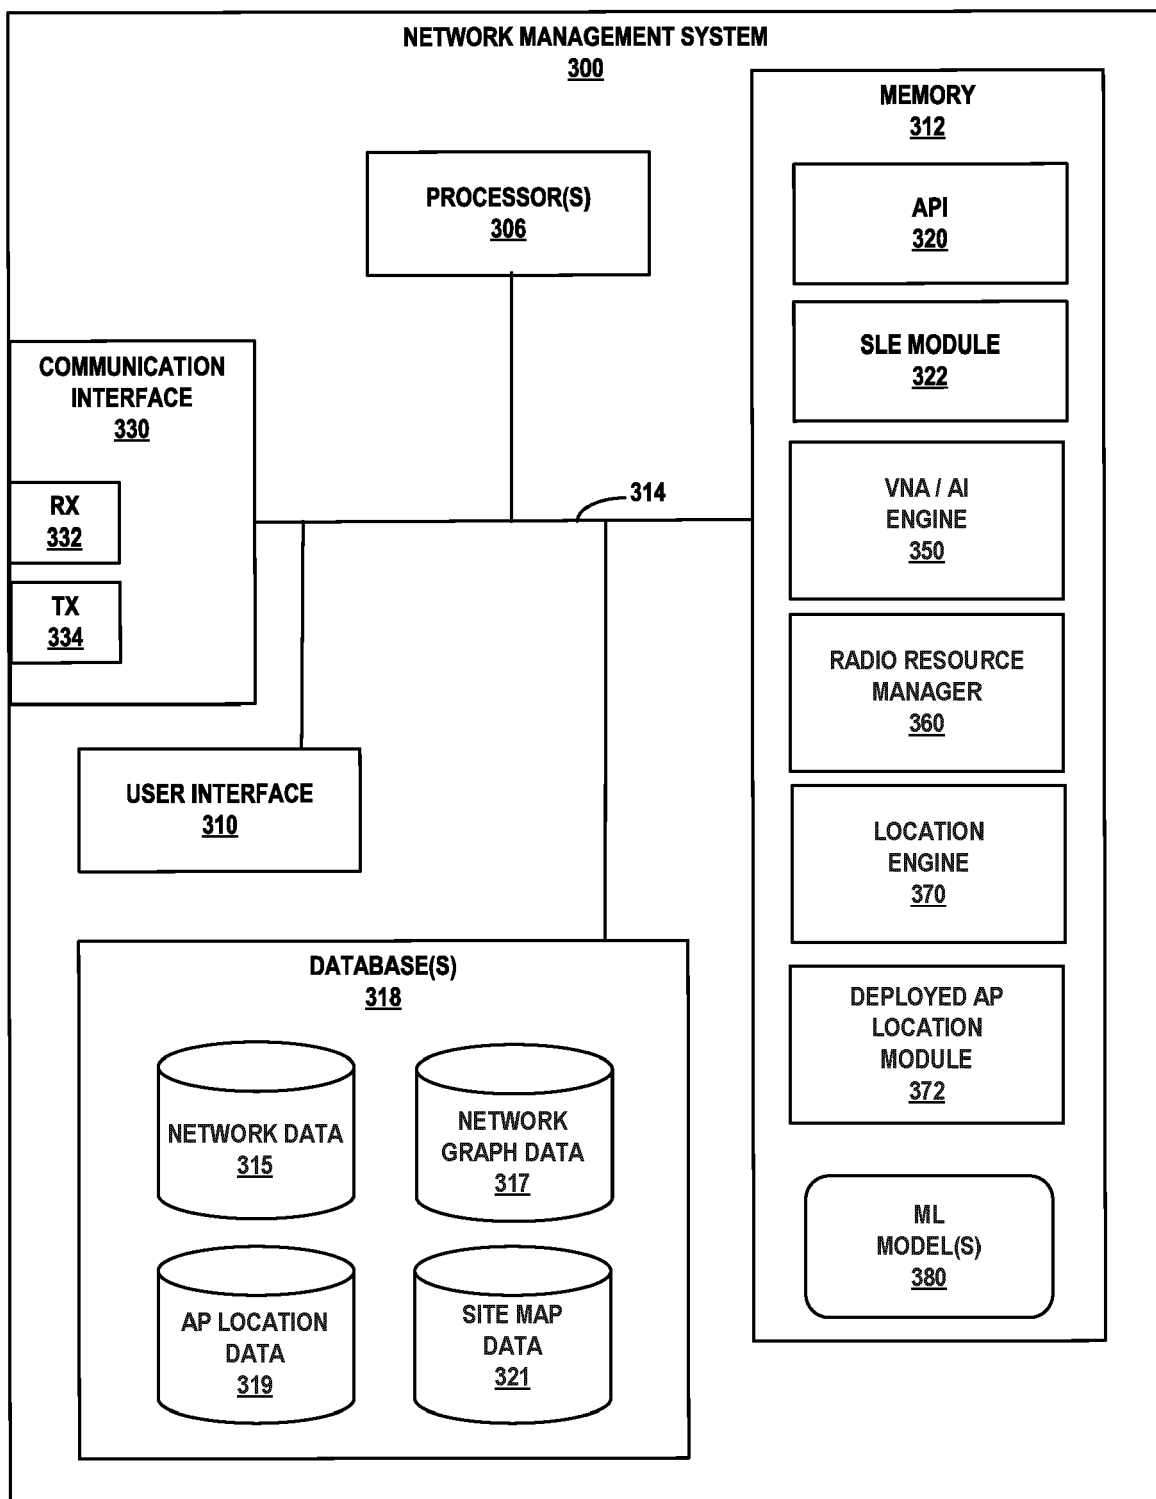 NETWORK MANAGEMENT SYSTEM
300
MEMORY
312
PROCESSOR(S)
306
API
320
SLE MODULE
322
COMMUNICATION
INTERFACE
330
RX
332
TX
334
314
VNA / AI
ENGINE
350
RADIO RESOURCE
MANAGER
360
USER INTERFACE
310
LOCATION
ENGINE
370
DATABASE(S)
318
DEPLOYED AP
LOCATION
MODULE
372
NETWORK DATA
315
NETWORK
GRAPH DATA
317
AP LOCATION
DATA
319
SITE MAP
DATA
321
ML
MODEL(S)
380